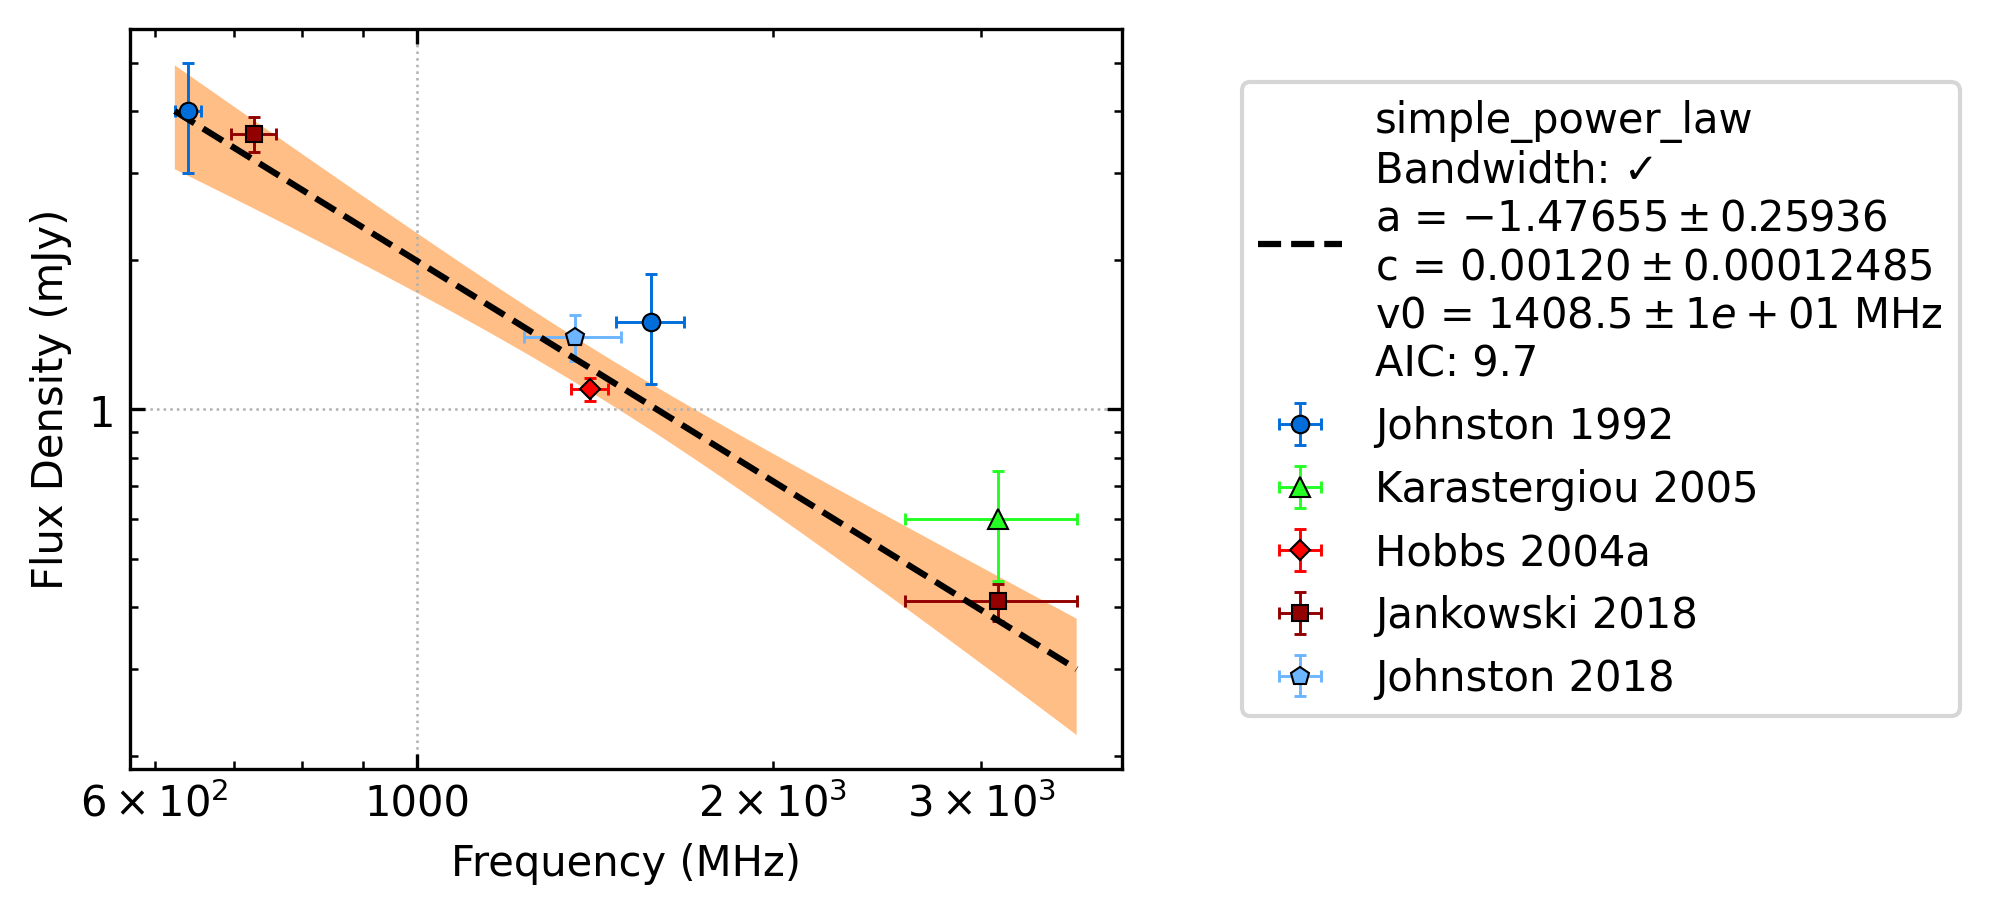 Flux Density (mJy)
1
6 × 10²
1000
2 × 10³
3 × 10³
Frequency (MHz)
simple_power_law
Bandwidth: ✓
a = −1.47655 ± 0.25936
c = 0.00120 ± 0.00012485
v0 = 1408.5 ± 1e + 01 MHz
AIC: 9.7
Johnston 1992
Karastergiou 2005
Hobbs 2004a
Jankowski 2018
Johnston 2018